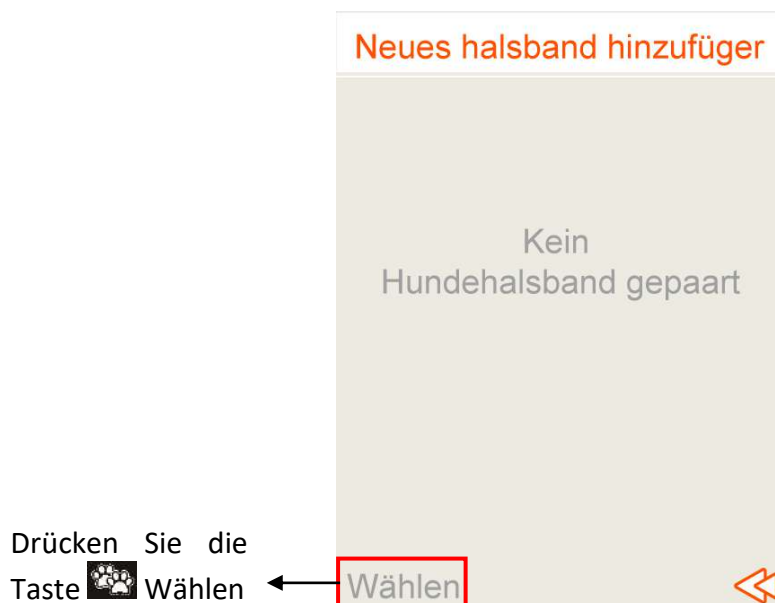 Neues halsband hinzufüger
Kein
Hundehalsband gepaart
Drücken Sie die
Taste Wählen
Wählen